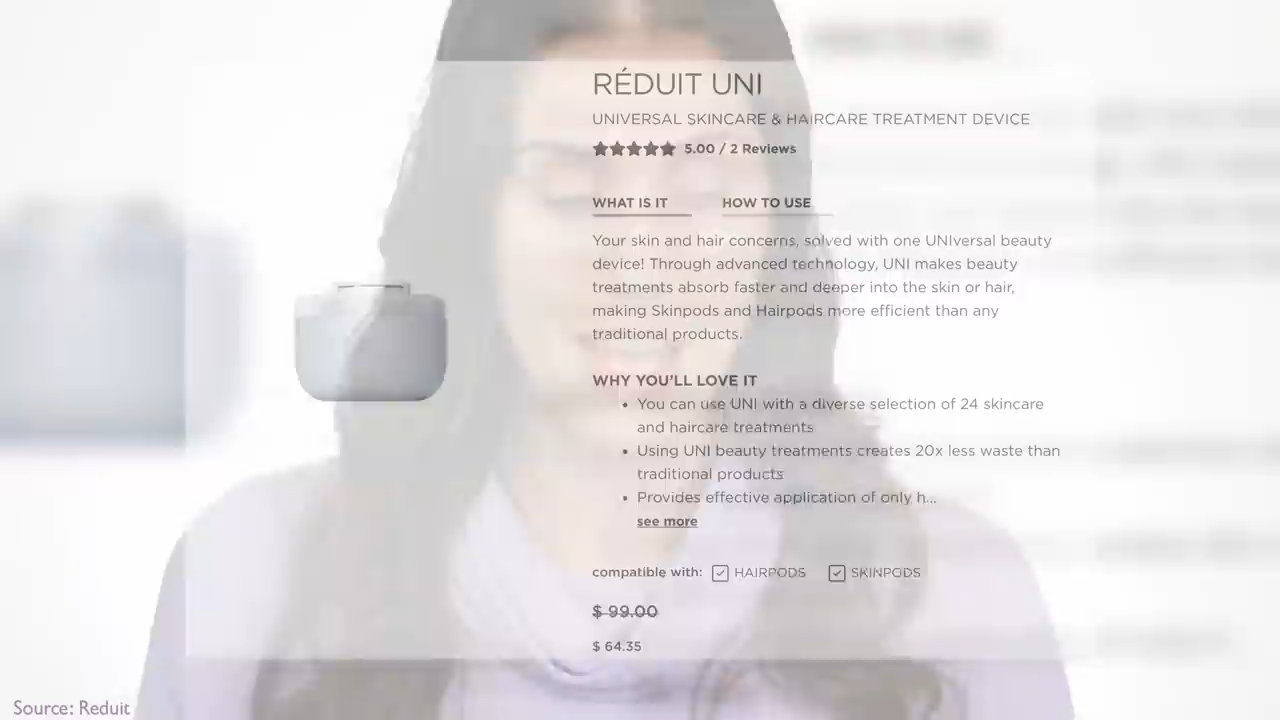 RÉDUIT UNI
UNIVERSAL SKINCARE & HAIRCARE TREATMENT DEVICE
5.00 / 2 Reviews
WHAT IS IT HOW TO USE
Your skin and hair concerns, solved with one UNIversal beauty
device! Through advanced technology, UNI makes beauty
treatments absorb faster and deeper into the skin or hair,
making Skinpods and Hairpods more efficient than any
traditional products.
WHY YOU'LL LOVE IT
• You can use UNI with a diverse selection of 24 skincare
and haircare treatments
• Using UNI beauty treatments creates 20x less waste than
traditional products
• Provides effective application of only h...
see more
compatible with: HAIRPODS SKINPODS
$ 99.00
$ 64.35
Source: Reduit